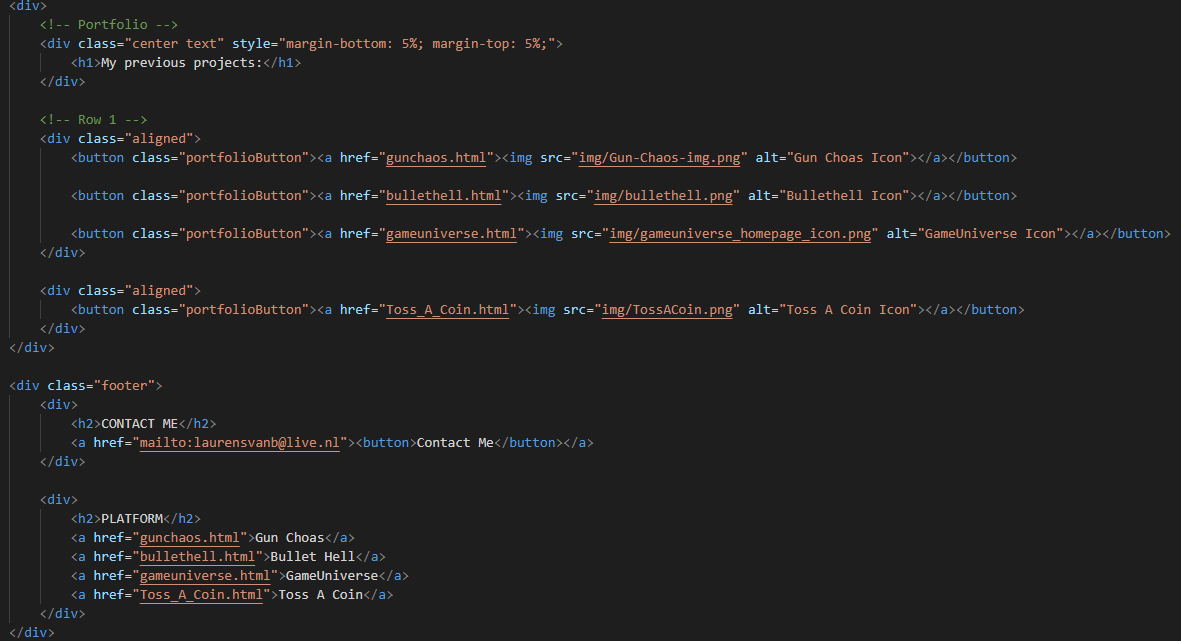 <div>
<!-- Portfolio -->
<div class="center text" style="margin-bottom: 5%; margin-top: 5%;">
<h1>My previous projects:</h1>
</div>
<!-- Row 1 -->
<div class="aligned">
<button class="portfolioButton"><a href="gunchaos.html"><img src="img/Gun-Chaos-img.png" alt="Gun Choas Icon"></a></button>
<button class="portfolioButton"><a href="bullethell.html"><img src="img/bullethell.png" alt="Bullethell Icon"></a></button>
<button class="portfolioButton"><a href="gameuniverse.html"><img src="img/gameuniverse_homepage_icon.png" alt="GameUniverse Icon"></a></button>
</div>
<div class="aligned">
<button class="portfolioButton"><a href="Toss_A_Coin.html"><img src="img/TossACoin.png" alt="Toss A Coin Icon"></a></button>
</div>
</div>
<div class="footer">
<div>
<h2>CONTACT ME</h2>
<a href="mailto:laurensvanb@live.nl"><button>Contact Me</button></a>
</div>
<div>
<h2>PLATFORM</h2>
<a href="gunchaos.html">Gun Choas</a>
<a href="bullethell.html">Bullet Hell</a>
<a href="gameuniverse.html">GameUniverse</a>
<a href="Toss_A_Coin.html">Toss A Coin</a>
</div>
</div>